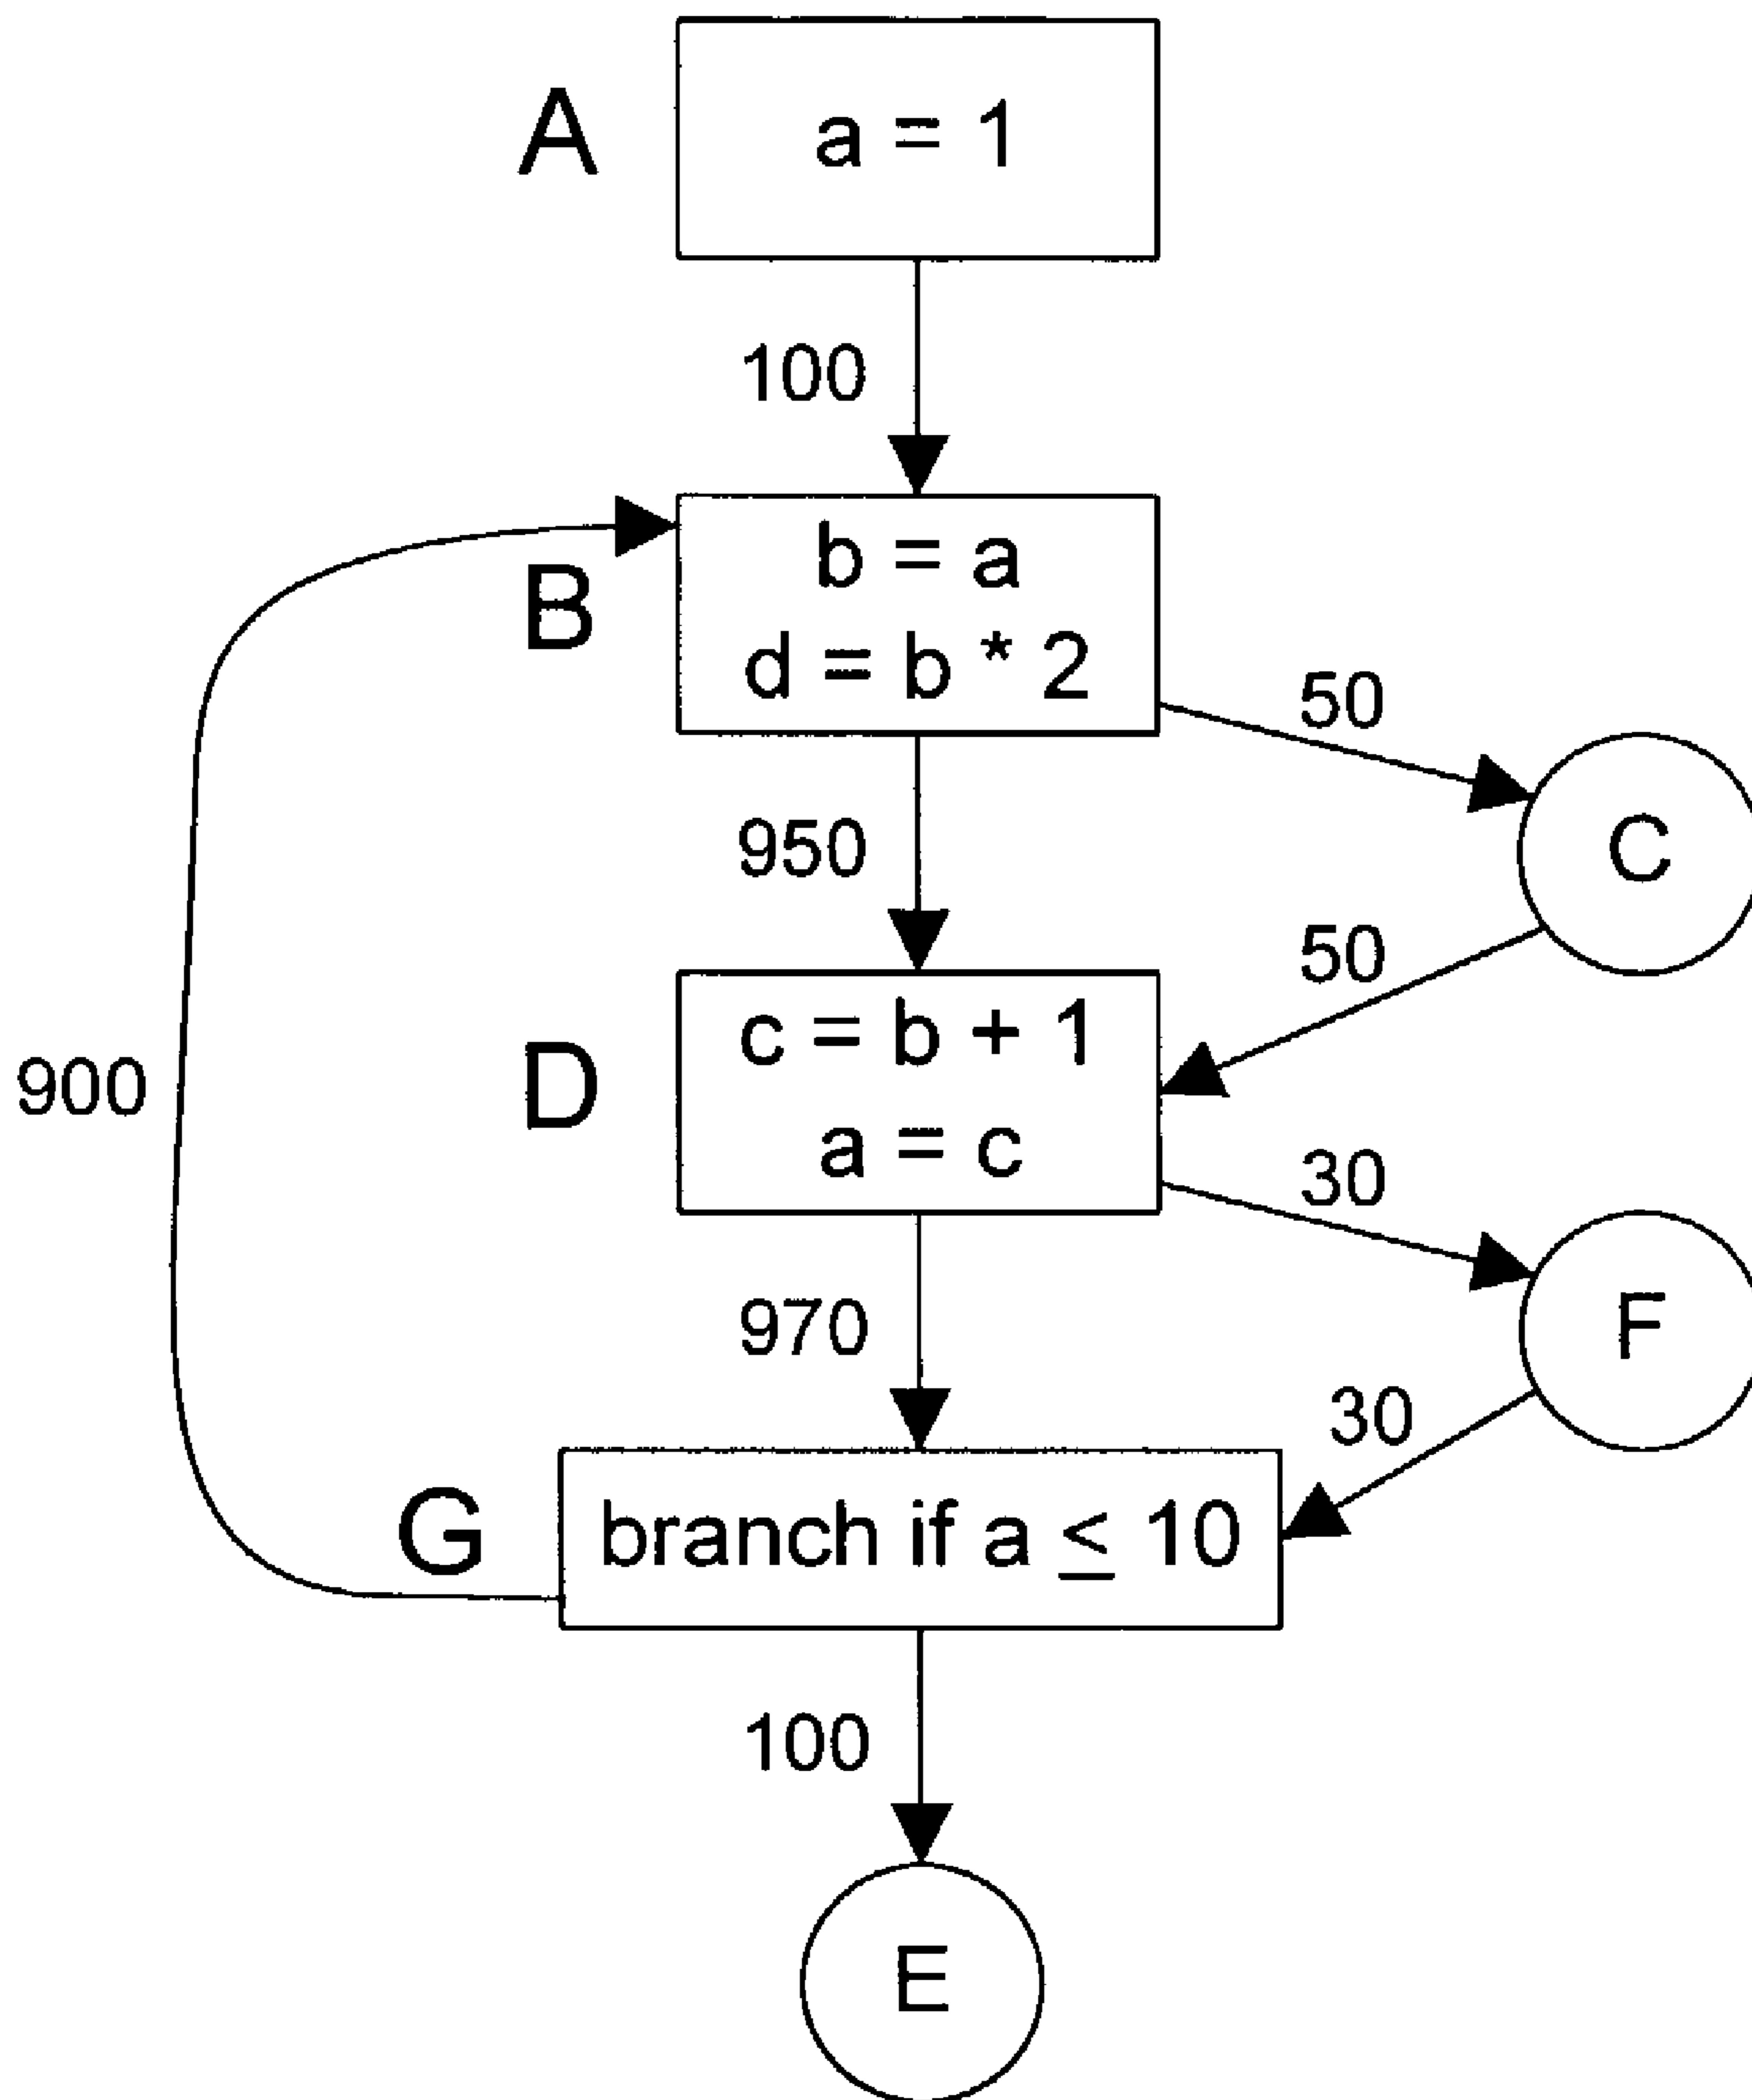 A
a = 1
100
B
b = a
d = b * 2
50
C
950
50
900
D
c = b + 1
a = c
30
F
970
30
G
branch if a ≤ 10
100
E